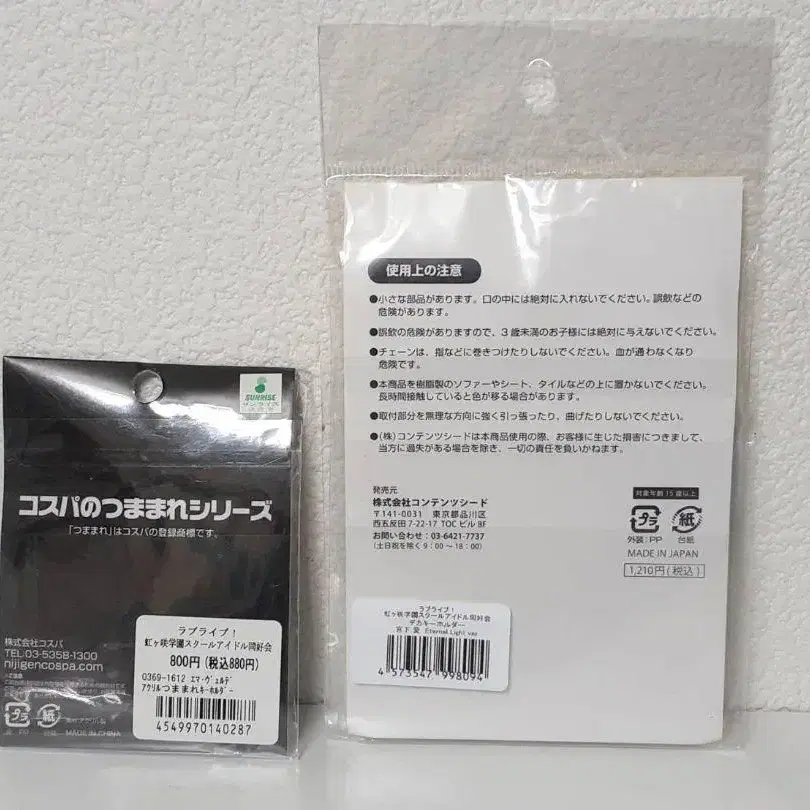 SUNRISE
コスパのつままれシリーズ
「つままれ」はコスパの登録商標です。
株式会社コスパ
TEL.03-5358-1300
nijigencospa.com
ラブライブ!
虹ヶ咲学園スクールアイドル同好会
800円(税込880円)
0369-1612 エマ・ヴェルデ
アクリルつままれキーホルダー
4549970140287
プラ
紙
MADE IN CHINA
使用上の注意
●小さな部品があります。口の中には絶対に入れないでください。誤飲などの
危険があります。
●誤飲の危険がありますので、3歳未満のお子様には絶対に与えないでください。
●チェーンは、指などに巻きつけたりしないでください。血が通わなくなり
危険です。
●本商品を樹脂製のソファーやシート、タイルなどの上に置かないでください。
長時間接触していると色が移る場合があります。
●取付部分を無理な方向に強く引っ張ったり、曲げたりしないでください。
●(株)コンテンツシードは本商品使用の際、お客様に生じた損害につきまして、
当方に過失がある場合を除き、一切の責任を負いかねます。
発売元
株式会社コンテンツシード
〒141-0031 東京都品川区
西五反田7-22-17 TOCビル8F
お問い合わせ:03-6421-7737
(土日祝を除く9:00〜18:00)
対象年齢15歳以上
プラ
紙
外装:PP 台紙
MADE IN JAPAN
1,210円(税込)
ラブライブ!
虹ヶ咲学園スクールアイドル同好会
デカキーホルダー
宮下 愛 Eternal Light ver.
4 573547 998094